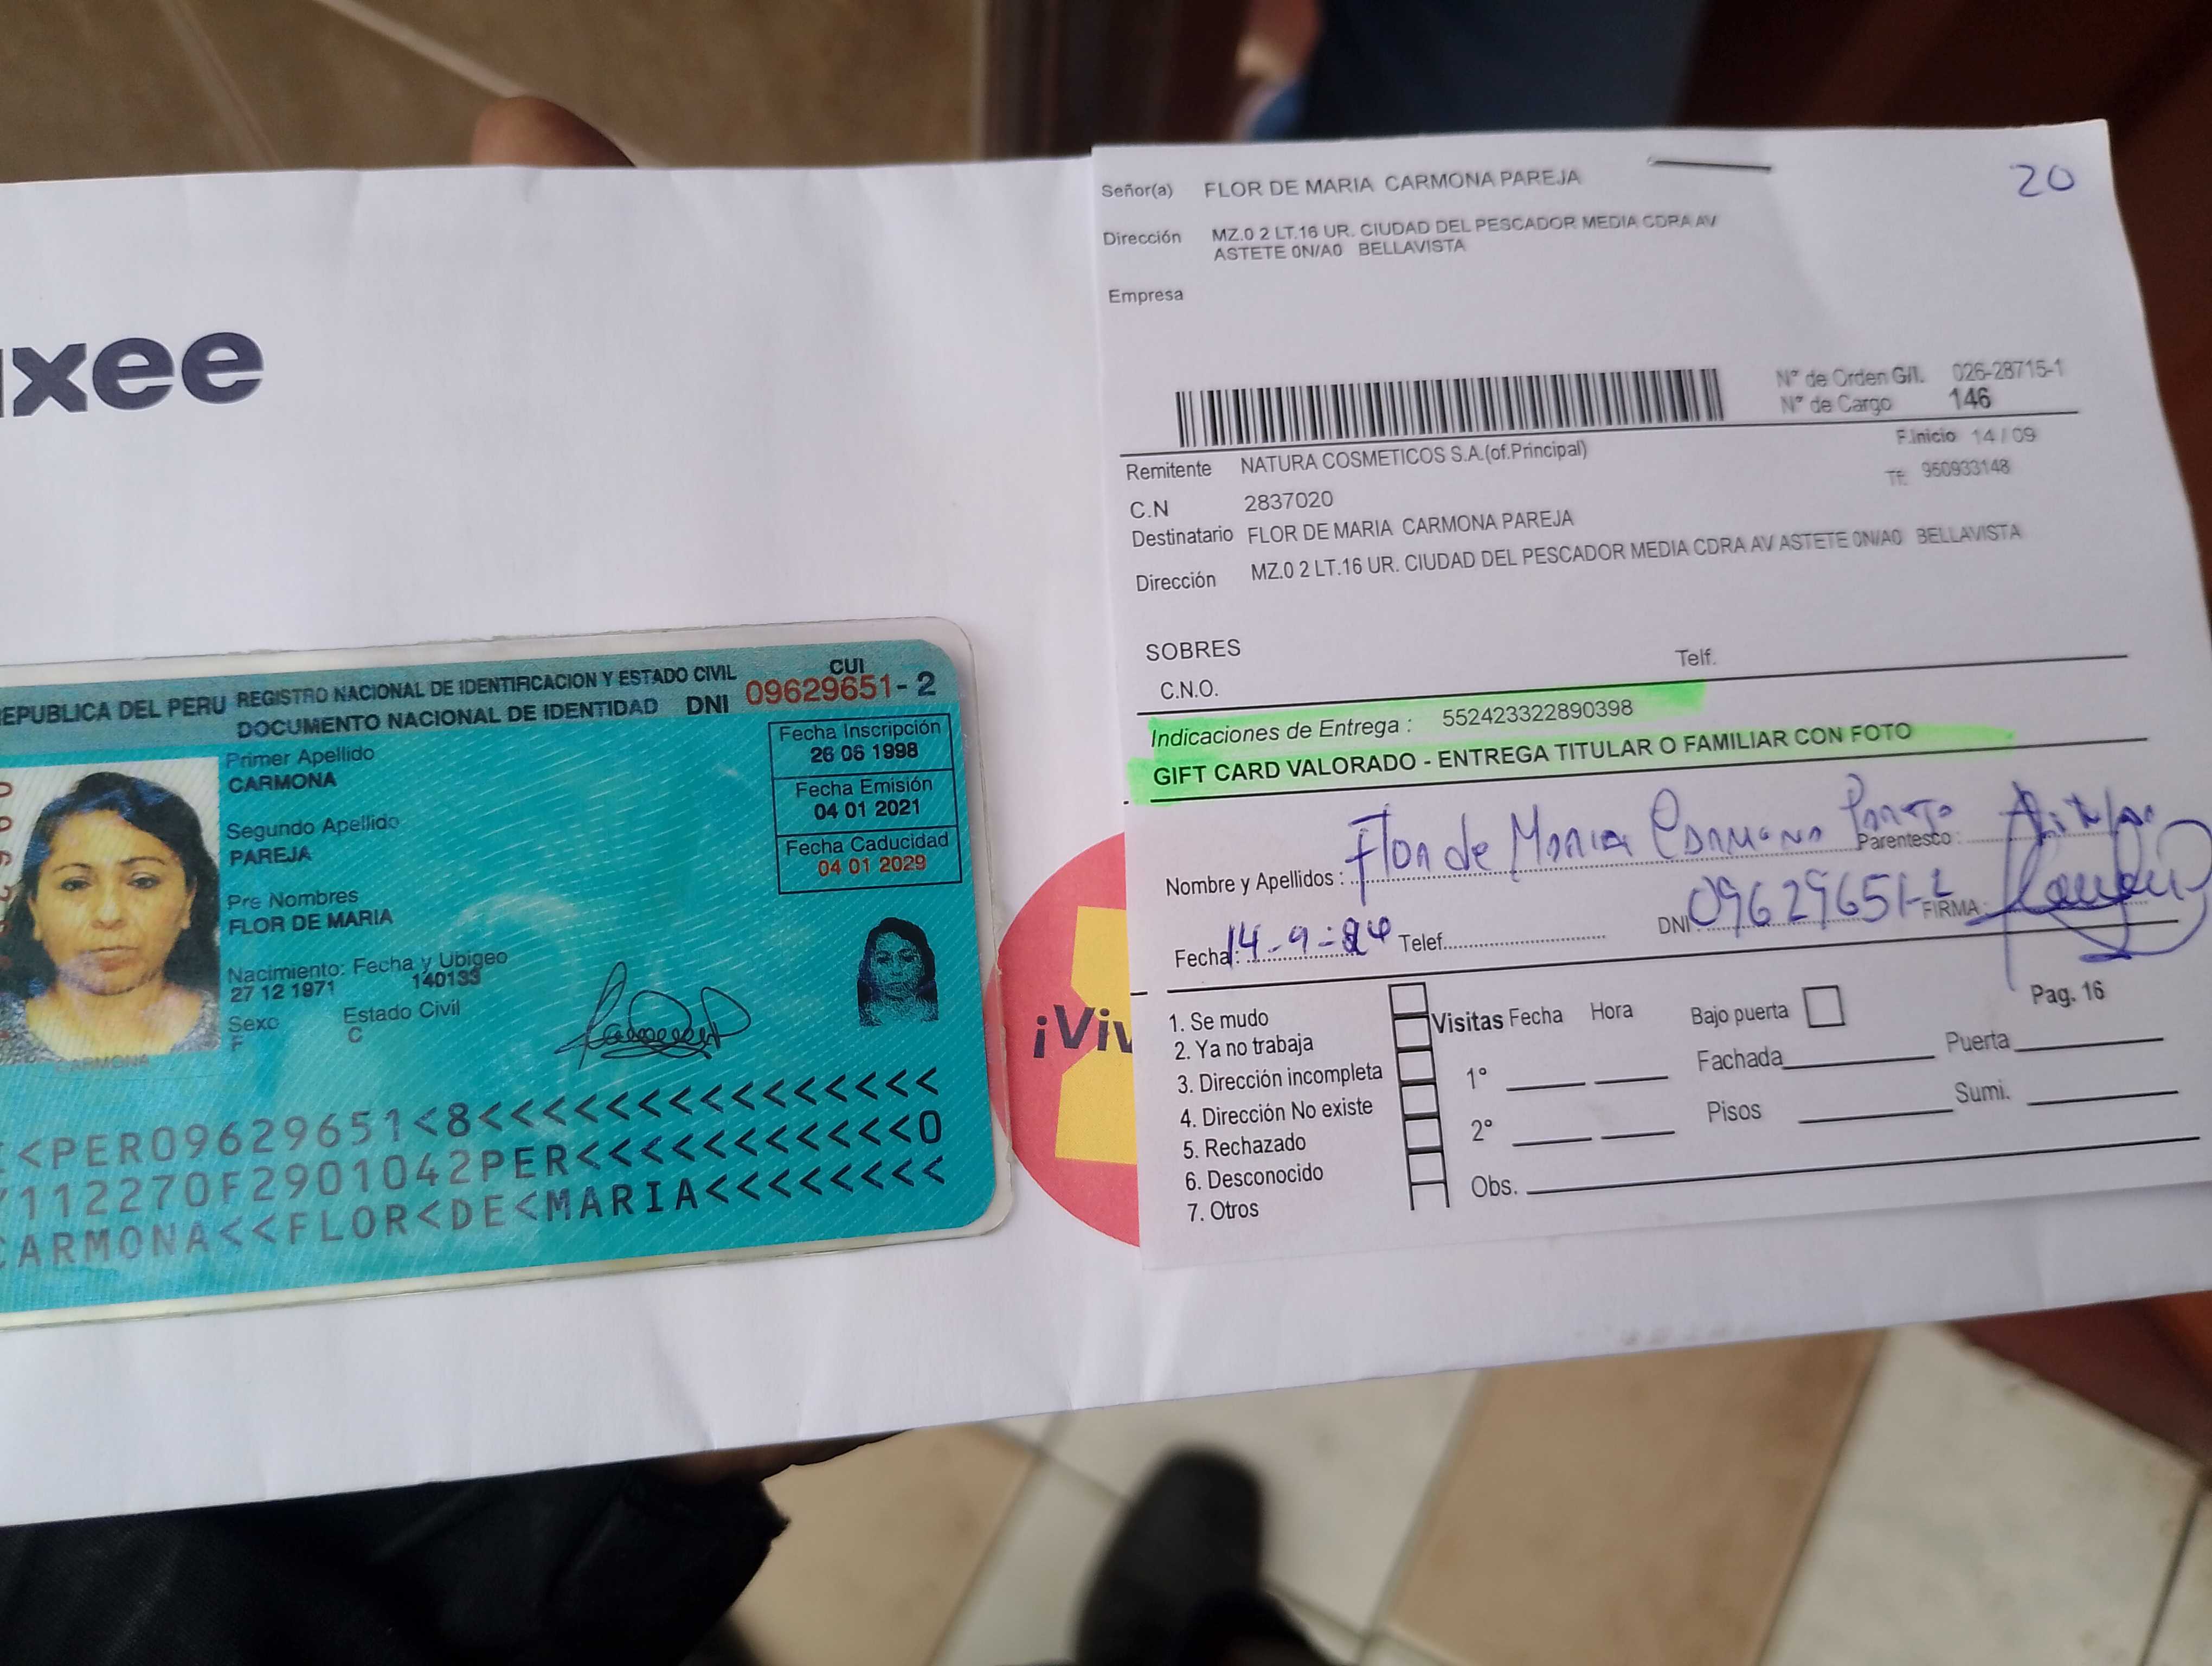 xee
REPUBLICA DEL PERU REGISTRO NACIONAL DE IDENTIFICACION Y ESTADO CIVIL
DOCUMENTO NACIONAL DE IDENTIDAD DNI
CUI
09629651-2
Primer Apellido
CARMONA
Segundo Apellido
PAREJA
Pre Nombres
FLOR DE MARIA
Nacimiento: Fecha y Ubigeo
27 12 1971 140133
Sexo Estado Civil
F C
Fecha Inscripción
26 06 1998
Fecha Emisión
04 01 2021
Fecha Caducidad
04 01 2029
CARMONA
<<PER09629651<8<<<<<<<<<<<<<<<
112270F2901042PER<<<<<<<<<<<0
CARMONA<<FLOR<DE<MARIA<<<<<<<<
¡Viv
20
Señor(a) FLOR DE MARIA CARMONA PAREJA
Dirección MZ.0 2 LT.16 UR. CIUDAD DEL PESCADOR MEDIA CDRA AV
ASTETE 0N/A0 BELLAVISTA
Empresa
N° de Orden G/I. 026-28715-1
N° de Cargo 146
F.Inicio 14 / 09
Remitente NATURA COSMETICOS S.A.(of.Principal)
Tf: 960933148
C.N 2837020
Destinatario FLOR DE MARIA CARMONA PAREJA
Dirección MZ.0 2 LT.16 UR. CIUDAD DEL PESCADOR MEDIA CDRA AV ASTETE 0N/A0 BELLAVISTA
SOBRES
Telf.
C.N.O.
Indicaciones de Entrega : 552423322890398
GIFT CARD VALORADO - ENTREGA TITULAR O FAMILIAR CON FOTO
Nombre y Apellidos : Flor de Maria Carmona Pareja Parentesco : Titular
Fecha: 14-9-24 Telef. DNI 09629651-2 FIRMA:
Pag. 16
1. Se mudo
2. Ya no trabaja
3. Dirección incompleta
4. Dirección No existe
5. Rechazado
6. Desconocido
7. Otros
Visitas Fecha Hora Bajo puerta
1° Fachada Puerta
2° Pisos Sumi.
Obs.